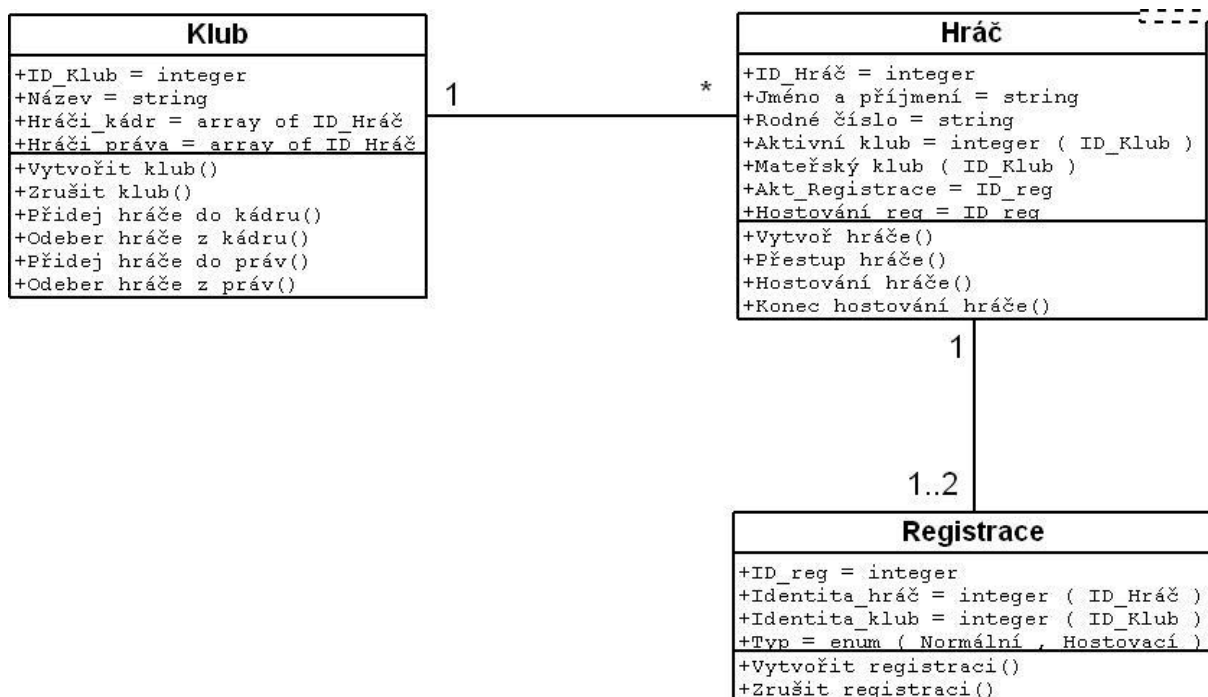 Klub
+ID_Klub = integer
+Název = string
+Hráči_kádr = array of ID_Hráč
+Hráči_práva = array of ID_Hráč
+Vytvořit klub()
+Zrušit klub()
+Přidej hráče do kádru()
+Odeber hráče z kádru()
+Přidej hráče do práv()
+Odeber hráče z práv()
1
*
Hráč
+ID_Hráč = integer
+Jméno a příjmení = string
+Rodné číslo = string
+Aktivní klub = integer ( ID_Klub )
+Mateřský klub ( ID_Klub )
+Akt_Registrace = ID_reg
+Hostování_reg = ID_reg
+Vytvoř hráče()
+Přestup hráče()
+Hostování hráče()
+Konec hostování hráče()
1
1..2
Registrace
+ID_reg = integer
+Identita_hráč = integer ( ID_Hráč )
+Identita_klub = integer ( ID_Klub )
+Typ = enum ( Normální , Hostovací )
+Vytvořit registraci()
+Zrušit registraci()